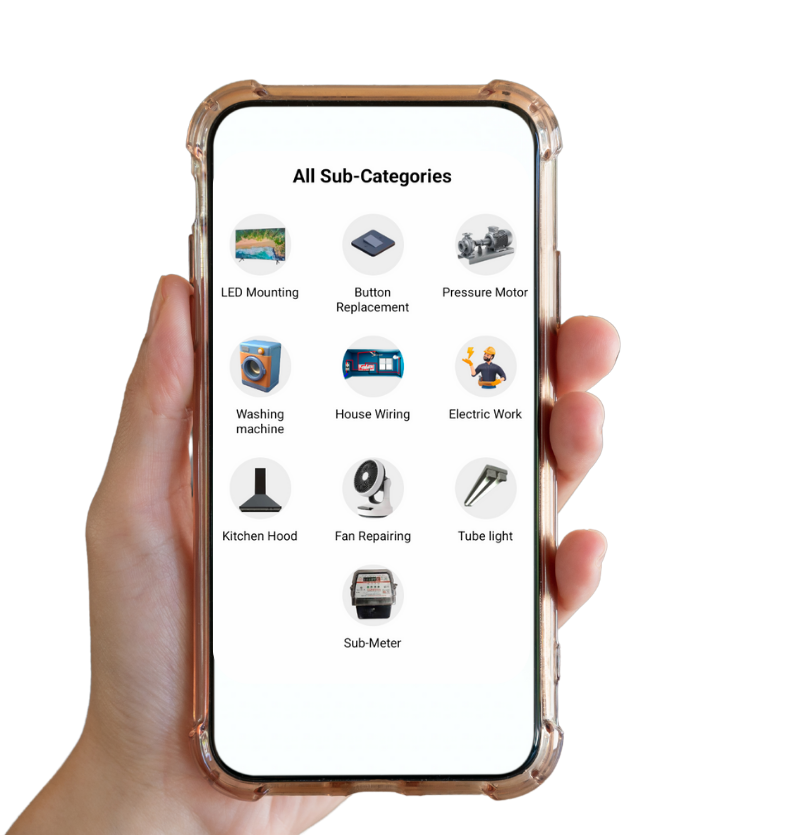 All Sub-Categories
LED Mounting
Button
Replacement
Pressure Motor
Washing
machine
House Wiring
Electric Work
Kitchen Hood
Fan Repairing
Tube light
Sub-Meter